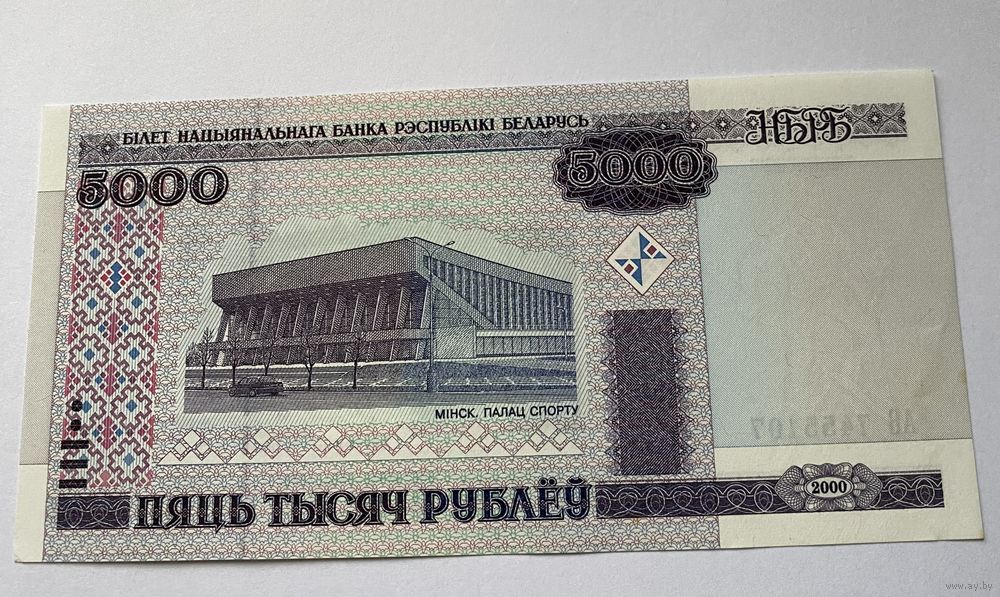 БІЛЕТ НАЦЫЯНАЛЬНАГА БАНКА РЭСПУБЛІКІ БЕЛАРУСЬ
НБРБ
5000
5000
МІНСК. ПАЛАЦ СПОРТУ
ПЯЦЬ ТЫСЯЧ РУБЛЁЎ
2000
www.ay.by